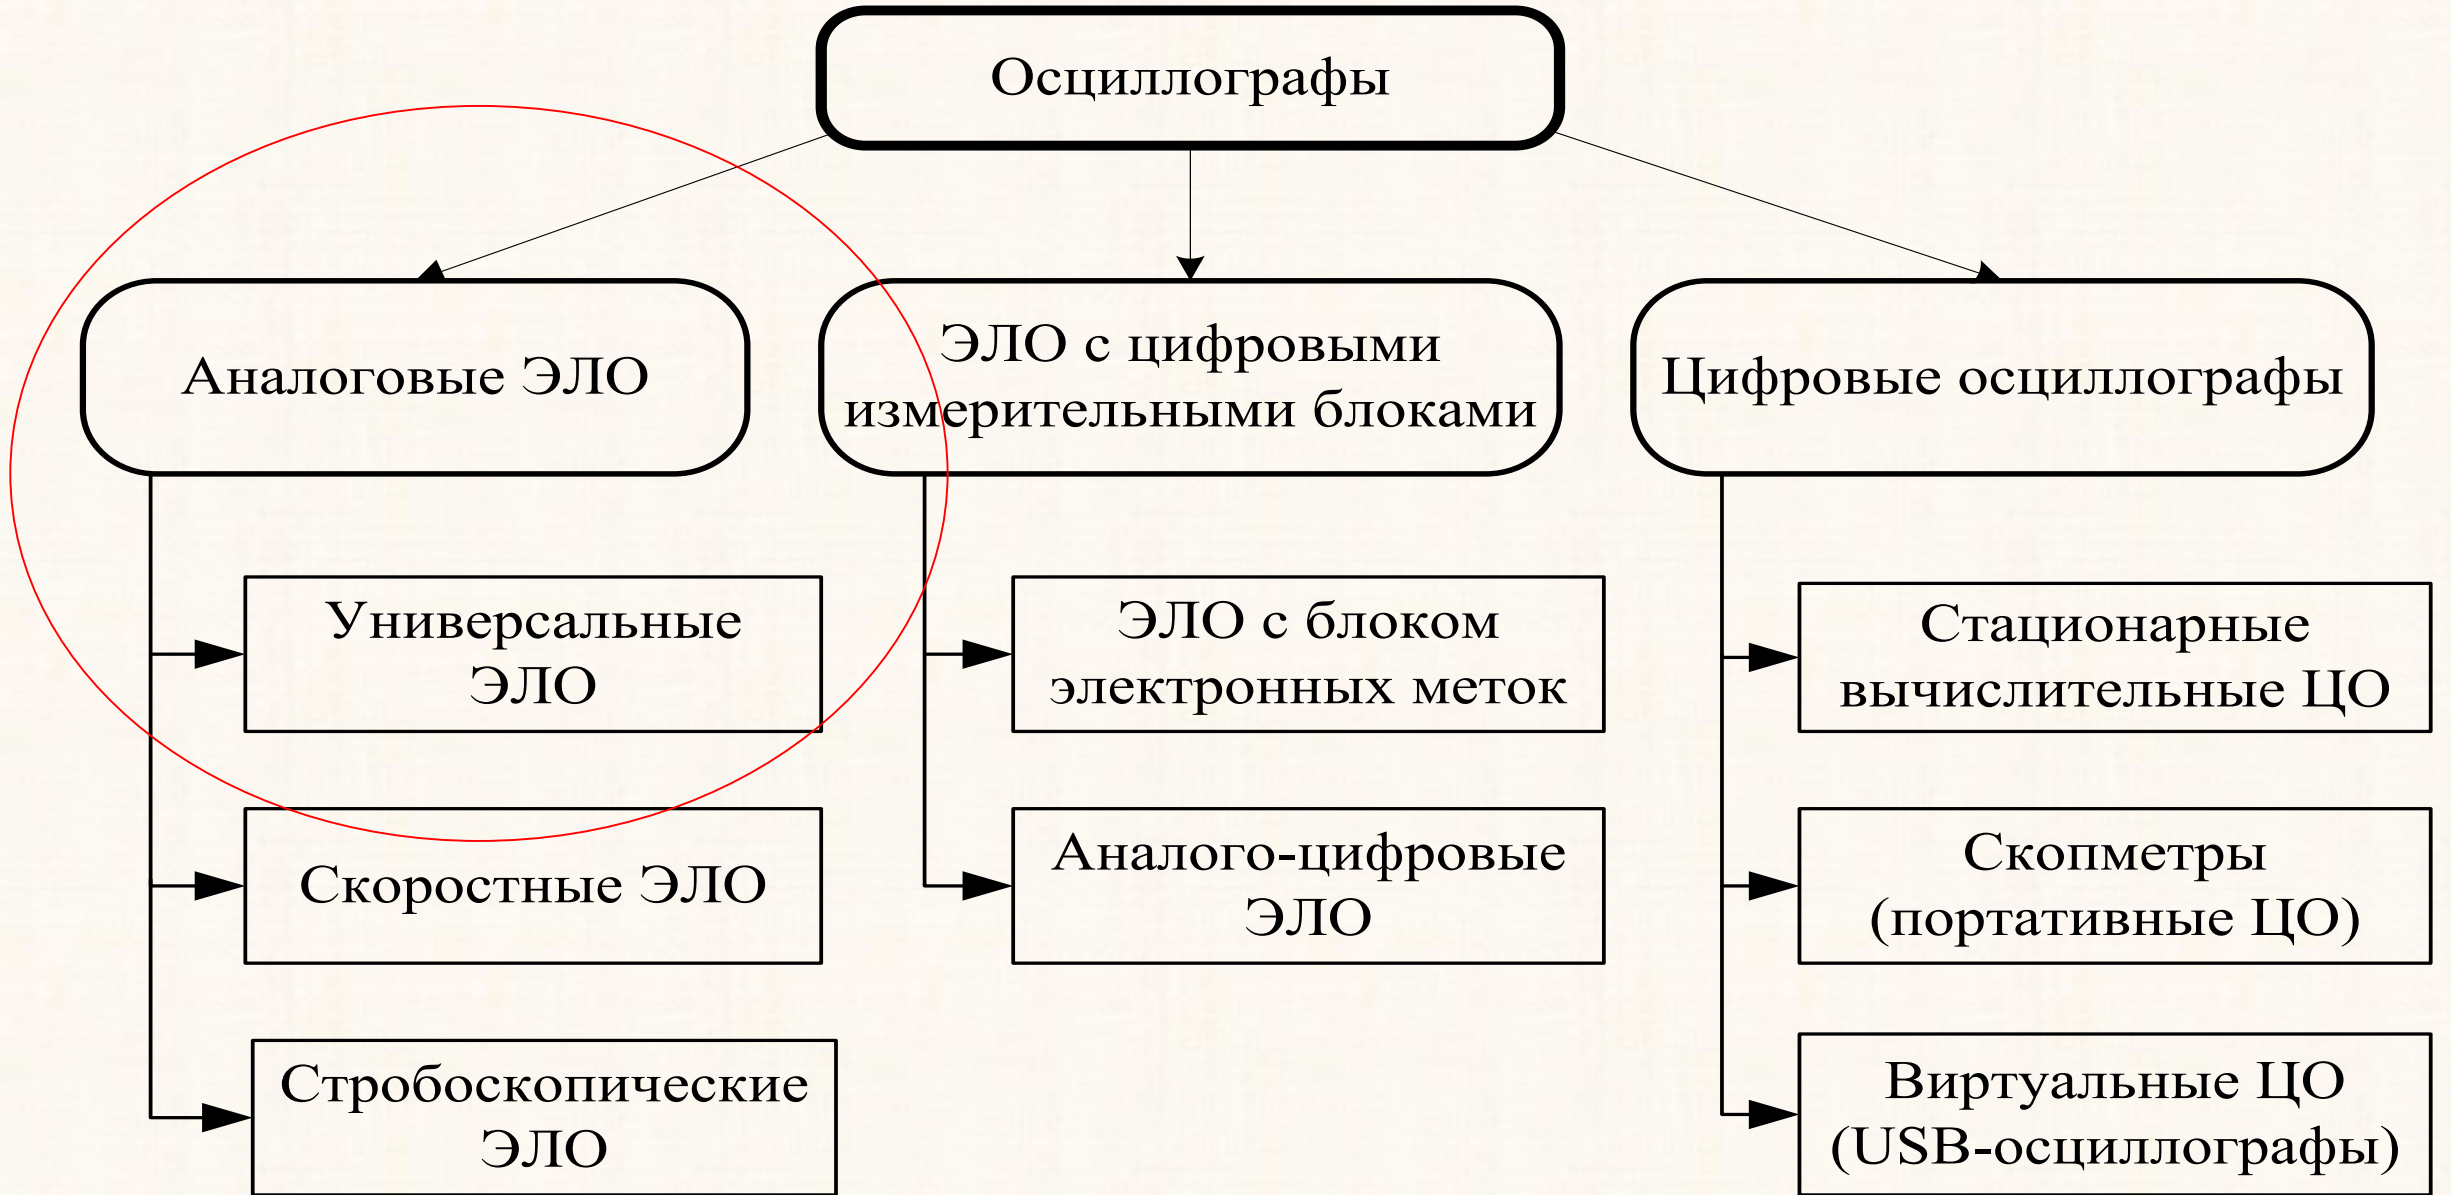 Осциллографы
Аналоговые ЭЛО
ЭЛО с цифровыми
измерительными блоками
Цифровые осциллографы
Универсальные
ЭЛО
Скоростные ЭЛО
Стробоскопические
ЭЛО
ЭЛО с блоком
электронных меток
Аналого-цифровые
ЭЛО
Стационарные
вычислительные ЦО
Скопметры
(портативные ЦО)
Виртуальные ЦО
(USB-осциллографы)